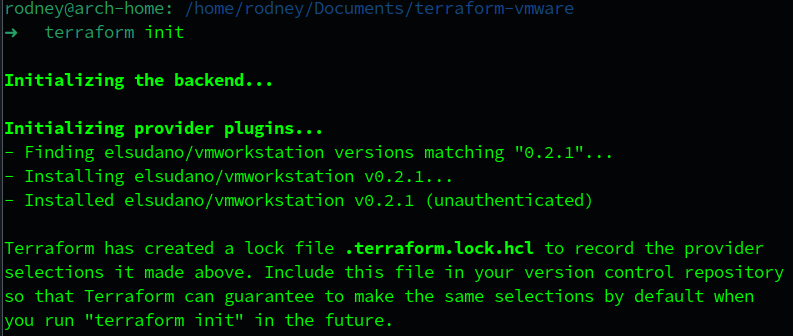 rodney@arch-home: /home/rodney/Documents/terraform-vmware
➜ terraform init
Initializing the backend...
Initializing provider plugins...
- Finding elsudano/vmworkstation versions matching "0.2.1"...
- Installing elsudano/vmworkstation v0.2.1...
- Installed elsudano/vmworkstation v0.2.1 (unauthenticated)
Terraform has created a lock file .terraform.lock.hcl to record the provider
selections it made above. Include this file in your version control repository
so that Terraform can guarantee to make the same selections by default when
you run "terraform init" in the future.